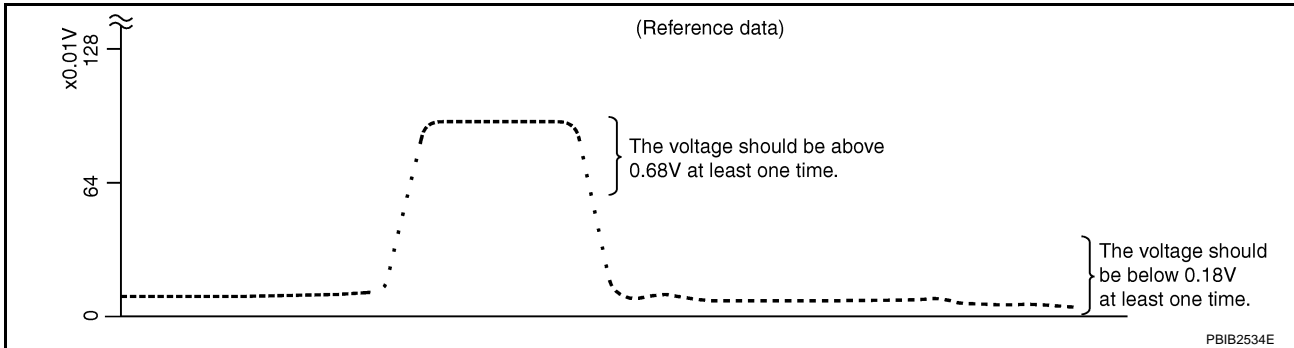 (Reference data)
x0.01V
128
64
0
The voltage should be above
0.68V at least one time.
The voltage should
be below 0.18V
at least one time.
PBIB2534E